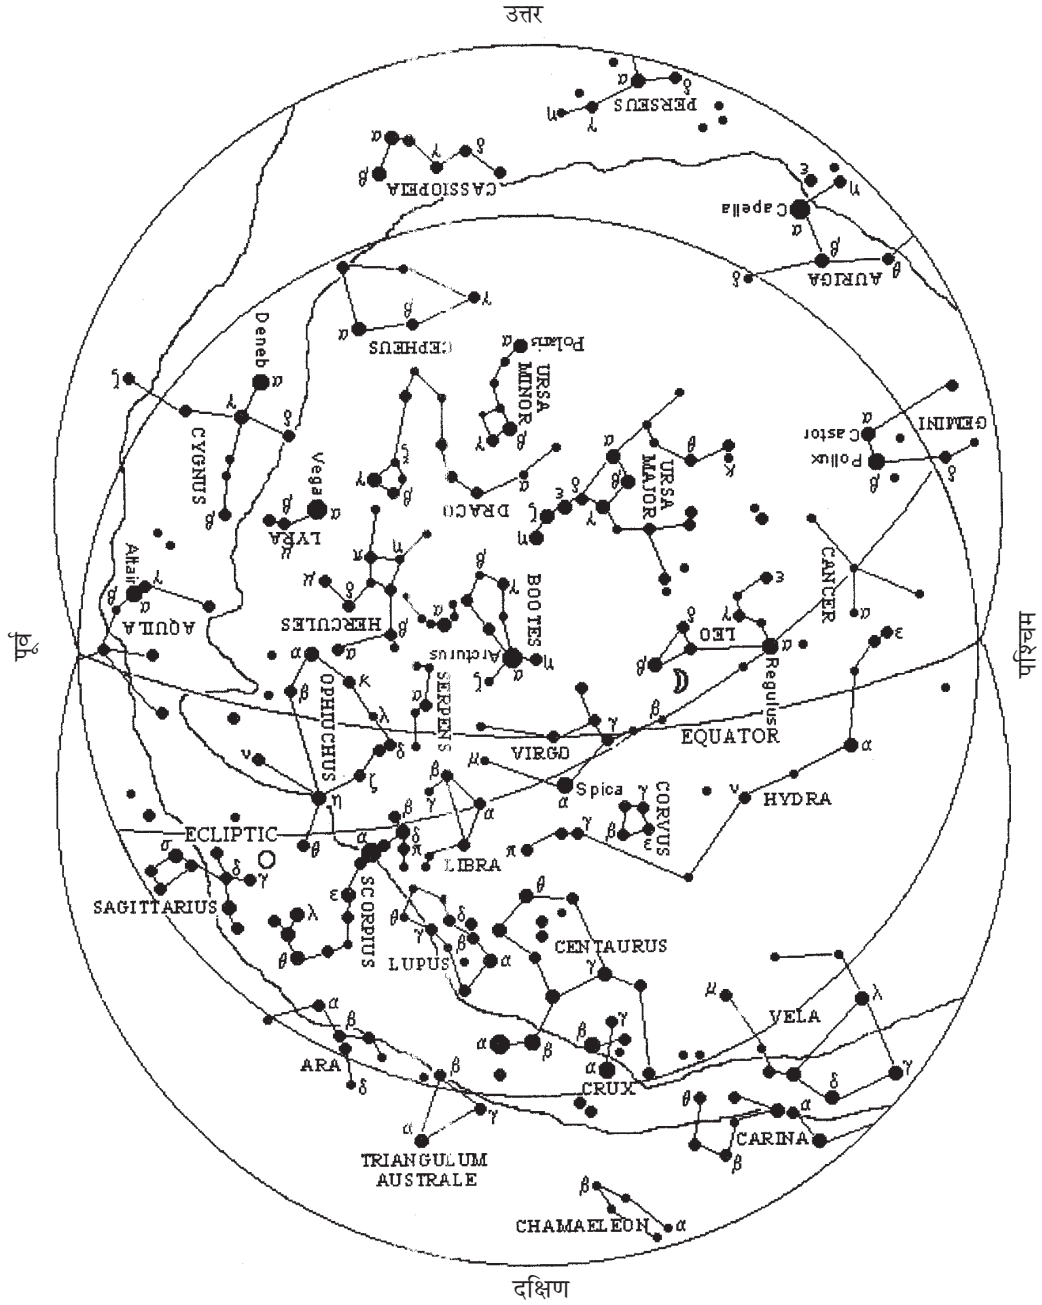 उत्तर
α
δ
PERSEUS
η
γ
α
γ
δ
β
CASSIOPEIA
ε
η
Capella
α
β
θ
δ
AURIGA
γ
β
α
CEPHEUS
Polaris
URSA
MINOR
β
γ
Deneb
α
ζ
γ
δ
CYGNUS
β
Vega
α
β
LYRA
μ
ξ
γ
β
DRACO
α
α
β
θ
κ
URSA
MAJOR
δ
ε
γ
ζ
η
GEMINI
α
Castor
Pollux
β
δ
Altair
γ
β
α
AQUILA
π
η
μ
δ
HERCULES
β
α
β
γ
BOOTES
α
Arcturus
α
η
ζ
CANCER
α
ε
γ
δ
LEO
β
α
Regulus
ε
पूर्व
पश्चिम
α
β
κ
λ
OPHIUCHUS
δ
ζ
ν
η
θ
α
SERPENS
VIRGO
γ
β
EQUATOR
μ
α
Spica
β
γ
α
LIBRA
γ
CORVUS
β
ε
α
ν
HYDRA
γ
π
ECLIPTIC
β
δ
α
π
σ
δ
γ
SAGITTARIUS
ε
SCORPIUS
λ
θ
θ
δ
γ
β
LUPUS
α
θ
CENTAURUS
γ
μ
λ
VELA
α
β
ARA
δ
α
β
γ
β
α
CRUX
γ
δ
β
γ
α
TRIANGULUM
AUSTRALE
θ
α
CARINA
β
β
CHAMAELEON
α
दक्षिण